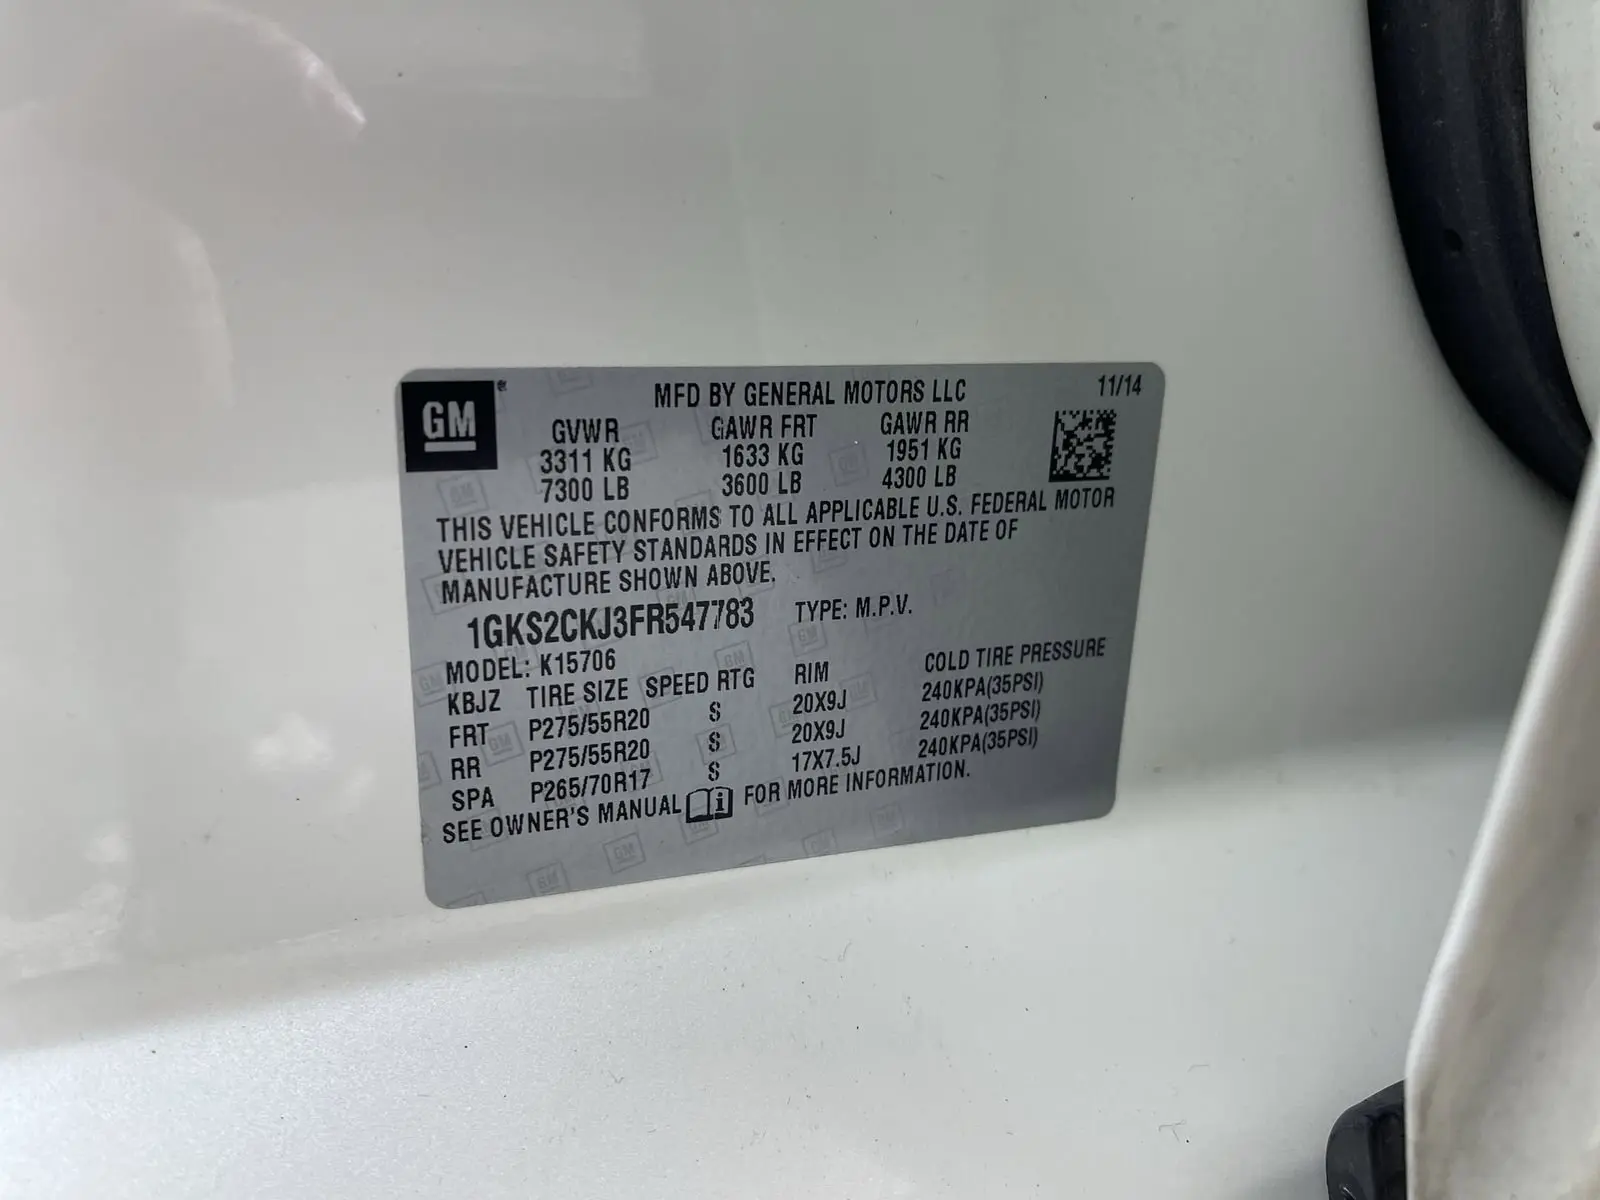 GM
MFD BY GENERAL MOTORS LLC 11/14
GVWR GAWR FRT GAWR RR
3311 KG 1633 KG 1951 KG
7300 LB 3600 LB 4300 LB
THIS VEHICLE CONFORMS TO ALL APPLICABLE U.S. FEDERAL MOTOR
VEHICLE SAFETY STANDARDS IN EFFECT ON THE DATE OF
MANUFACTURE SHOWN ABOVE.
1GKS2CKJ3FR547783 TYPE: M.P.V.
MODEL: K15706
KBJZ TIRE SIZE SPEED RTG RIM COLD TIRE PRESSURE
FRT P275/55R20 S 20X9J 240KPA(35PSI)
RR P275/55R20 S 20X9J 240KPA(35PSI)
SPA P265/70R17 S 17X7.5J 240KPA(35PSI)
SEE OWNER'S MANUAL FOR MORE INFORMATION.